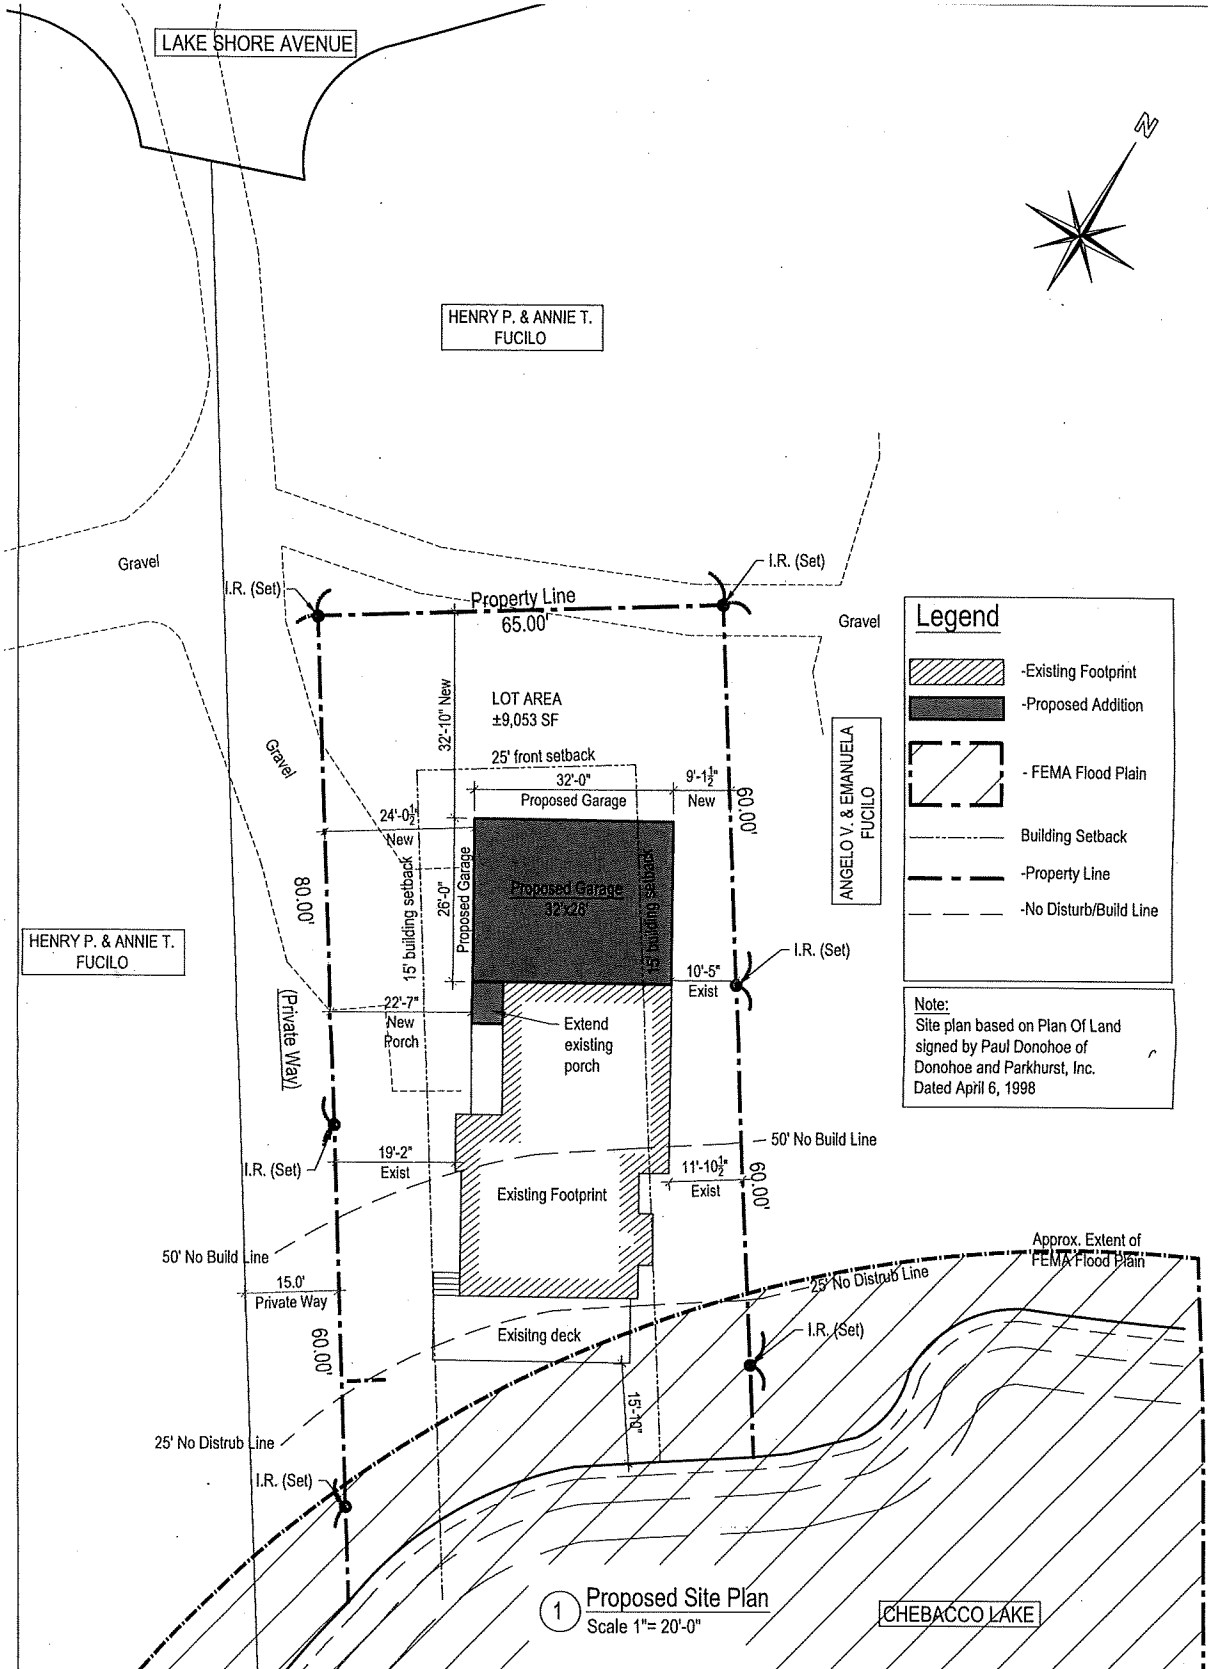 LAKE SHORE AVENUE
N
HENRY P. & ANNIE T.
FUCILO
Gravel
I.R. (Set)
I.R. (Set)
Property Line
65.00'
Gravel
Legend
-Existing Footprint
-Proposed Addition
- FEMA Flood Plain
Building Setback
-Property Line
-No Disturb/Build Line
32'-10" New
LOT AREA
±9,053 SF
25' front setback
32'-0"
Proposed Garage
9'-1½"
New
60.00'
ANGELO V. & EMANUELA
FUCILO
Gravel
24'-0½"
New
80.00'
15' building setback
26'-0"
Proposed Garage
Proposed Garage
32'x26'
15' building setback
HENRY P. & ANNIE T.
FUCILO
I.R. (Set)
10'-5"
Exist
(Private Way)
22'-7"
New
Porch
Extend
existing
porch
Note:
Site plan based on Plan Of Land
signed by Paul Donohoe of
Donohoe and Parkhurst, Inc.
Dated April 6, 1998
50' No Build Line
I.R. (Set)
19'-2"
Exist
11'-10½"
Exist
60.00'
Existing Footprint
50' No Build Line
15.0'
Private Way
Approx. Extent of
FEMA Flood Plain
25' No Distrub Line
60.00'
Exisitng deck
I.R. (Set)
15'-10"
25' No Distrub Line
I.R. (Set)
1
Proposed Site Plan
Scale 1"= 20'-0"
CHEBACCO LAKE